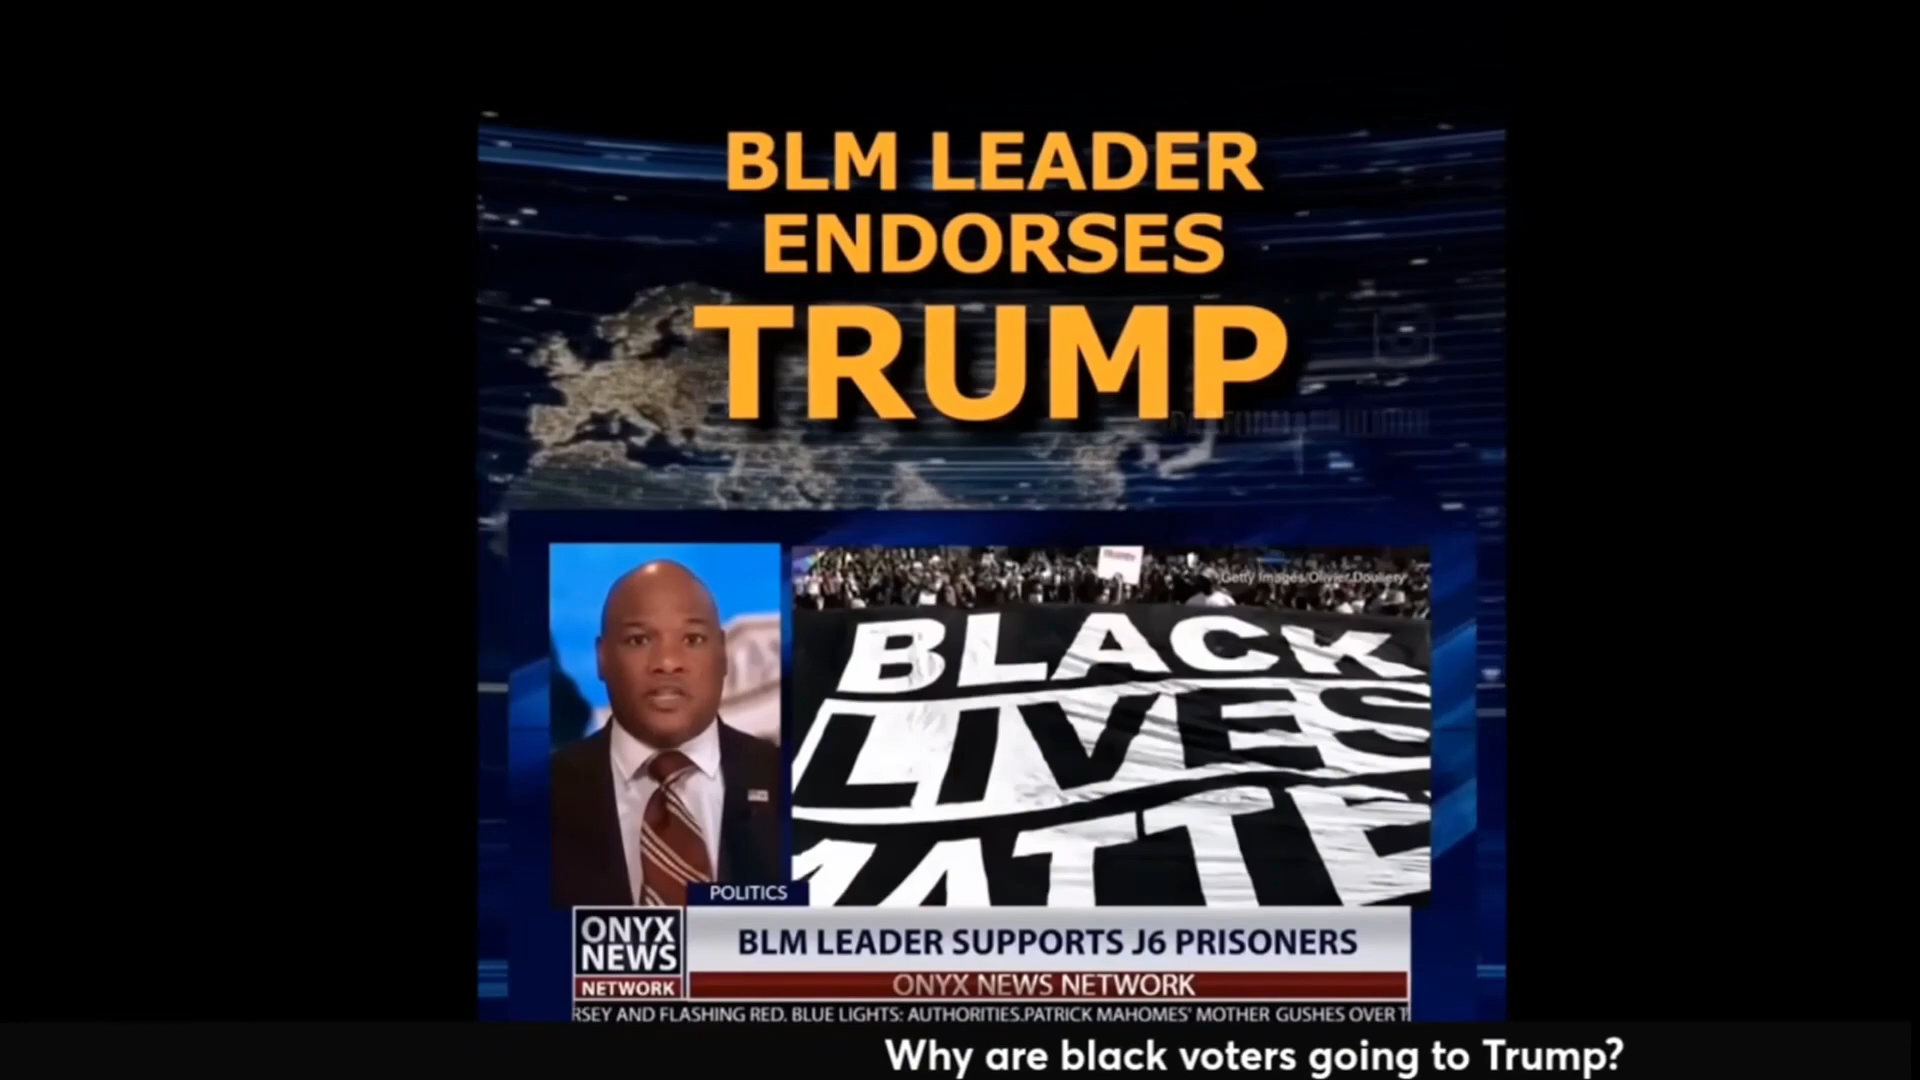 BLM LEADER
ENDORSES
TRUMP
Getty Images/Olivier Douliery
BLACK
LIVES
MATTE
POLITICS
ONYX
NEWS
NETWORK
BLM LEADER SUPPORTS J6 PRISONERS
ONYX NEWS NETWORK
RSEY AND FLASHING RED, BLUE LIGHTS: AUTHORITIES.PATRICK MAHOMES' MOTHER GUSHES OVER T
Why are black voters going to Trump?